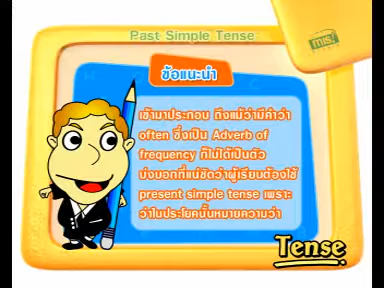 Past Simple Tense
ข้อแนะนำ
เข้ามาประกอบ ถึงแม้ว่ามีคำว่า
often ซึ่งเป็น Adverb of
frequency ก็ไม่ได้เป็นตัว
บ่งบอกที่แน่ชัดว่าผู้เรียนต้องใช้
present simple tense เพราะ
ว่าในประโยคนั้นหมายความว่า
Tense